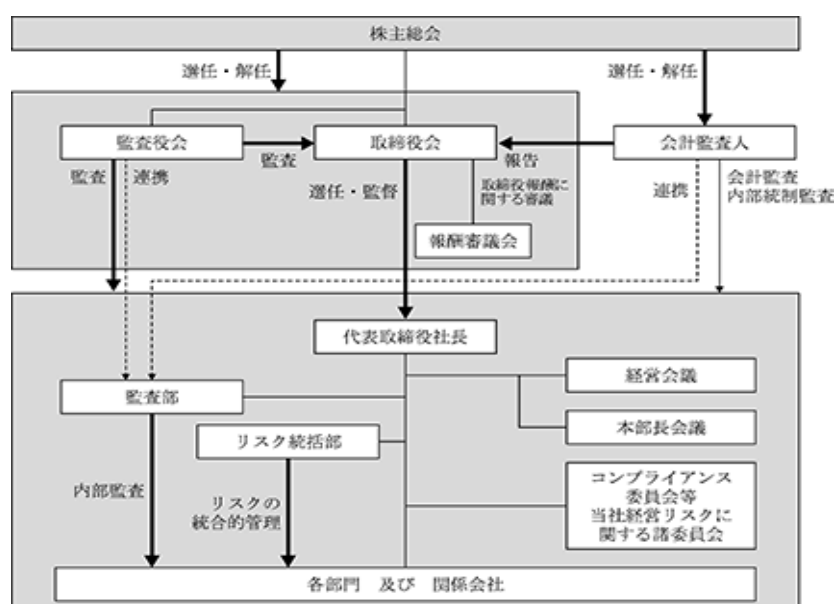 株主総会
選任・解任
選任・解任
監査役会
取締役会
会計監査人
監査
報告
監査
連携
選任・監督
取締役報酬に
関する審議
連携
会計監査
内部統制監査
報酬審議会
代表取締役社長
経営会議
監査部
本部長会議
リスク統括部
コンプライアンス
委員会等
当社経営リスクに
関する諸委員会
内部監査
リスクの
統合的管理
各部門 及び 関係会社